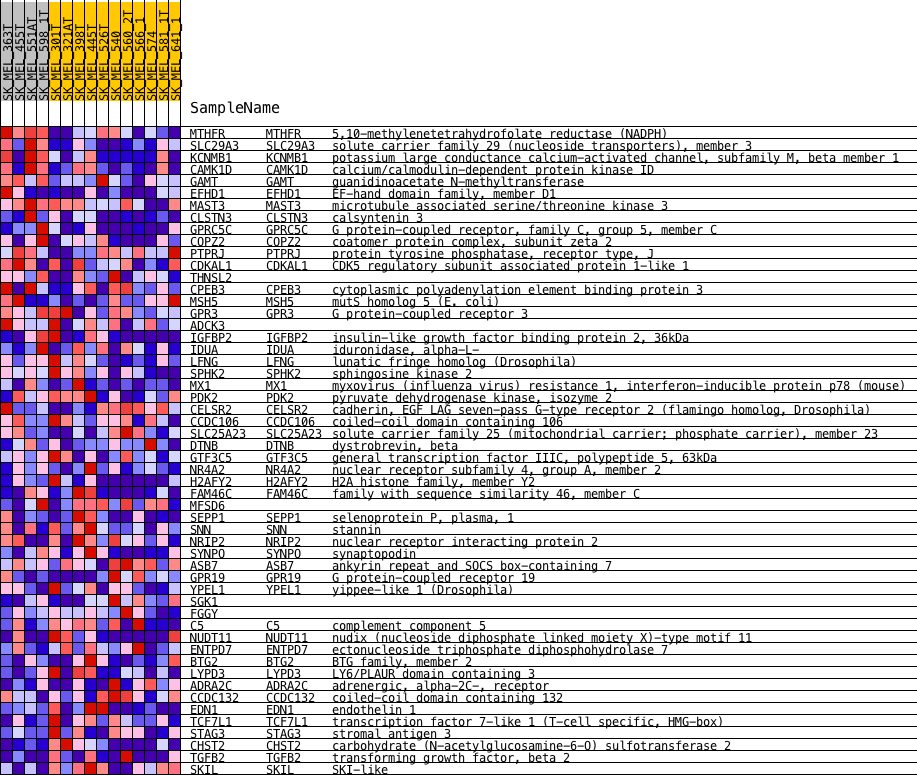 SK_MEL_363T
SK_MEL_455T
SK_MEL_551AT
SK_MEL_598_1T
SK_MEL_301T
SK_MEL_321AT
SK_MEL_398T
SK_MEL_445T
SK_MEL_526T
SK_MEL_540
SK_MEL_560_2T
SK_MEL_566_1
SK_MEL_574
SK_MEL_581_1T
SK_MEL_641_1
SampleName
MTHFR MTHFR 5,10-methylenetetrahydrofolate reductase (NADPH)
SLC29A3 SLC29A3 solute carrier family 29 (nucleoside transporters), member 3
KCNMB1 KCNMB1 potassium large conductance calcium-activated channel, subfamily M, beta member 1
CAMK1D CAMK1D calcium/calmodulin-dependent protein kinase ID
GAMT GAMT guanidinoacetate N-methyltransferase
EFHD1 EFHD1 EF-hand domain family, member D1
MAST3 MAST3 microtubule associated serine/threonine kinase 3
CLSTN3 CLSTN3 calsyntenin 3
GPRC5C GPRC5C G protein-coupled receptor, family C, group 5, member C
COPZ2 COPZ2 coatomer protein complex, subunit zeta 2
PTPRJ PTPRJ protein tyrosine phosphatase, receptor type, J
CDKAL1 CDKAL1 CDK5 regulatory subunit associated protein 1-like 1
THNSL2
CPEB3 CPEB3 cytoplasmic polyadenylation element binding protein 3
MSH5 MSH5 mutS homolog 5 (E. coli)
GPR3 GPR3 G protein-coupled receptor 3
ADCK3
IGFBP2 IGFBP2 insulin-like growth factor binding protein 2, 36kDa
IDUA IDUA iduronidase, alpha-L-
LFNG LFNG lunatic fringe homolog (Drosophila)
SPHK2 SPHK2 sphingosine kinase 2
MX1 MX1 myxovirus (influenza virus) resistance 1, interferon-inducible protein p78 (mouse)
PDK2 PDK2 pyruvate dehydrogenase kinase, isozyme 2
CELSR2 CELSR2 cadherin, EGF LAG seven-pass G-type receptor 2 (flamingo homolog, Drosophila)
CCDC106 CCDC106 coiled-coil domain containing 106
SLC25A23 SLC25A23 solute carrier family 25 (mitochondrial carrier; phosphate carrier), member 23
DTNB DTNB dystrobrevin, beta
GTF3C5 GTF3C5 general transcription factor IIIC, polypeptide 5, 63kDa
NR4A2 NR4A2 nuclear receptor subfamily 4, group A, member 2
H2AFY2 H2AFY2 H2A histone family, member Y2
FAM46C FAM46C family with sequence similarity 46, member C
MFSD6
SEPP1 SEPP1 selenoprotein P, plasma, 1
SNN SNN stannin
NRIP2 NRIP2 nuclear receptor interacting protein 2
SYNPO SYNPO synaptopodin
ASB7 ASB7 ankyrin repeat and SOCS box-containing 7
GPR19 GPR19 G protein-coupled receptor 19
YPEL1 YPEL1 yippee-like 1 (Drosophila)
SGK1
FGGY
C5 C5 complement component 5
NUDT11 NUDT11 nudix (nucleoside diphosphate linked moiety X)-type motif 11
ENTPD7 ENTPD7 ectonucleoside triphosphate diphosphohydrolase 7
BTG2 BTG2 BTG family, member 2
LYPD3 LYPD3 LY6/PLAUR domain containing 3
ADRA2C ADRA2C adrenergic, alpha-2C-, receptor
CCDC132 CCDC132 coiled-coil domain containing 132
EDN1 EDN1 endothelin 1
TCF7L1 TCF7L1 transcription factor 7-like 1 (T-cell specific, HMG-box)
STAG3 STAG3 stromal antigen 3
CHST2 CHST2 carbohydrate (N-acetylglucosamine-6-O) sulfotransferase 2
TGFB2 TGFB2 transforming growth factor, beta 2
SKIL SKIL SKI-like